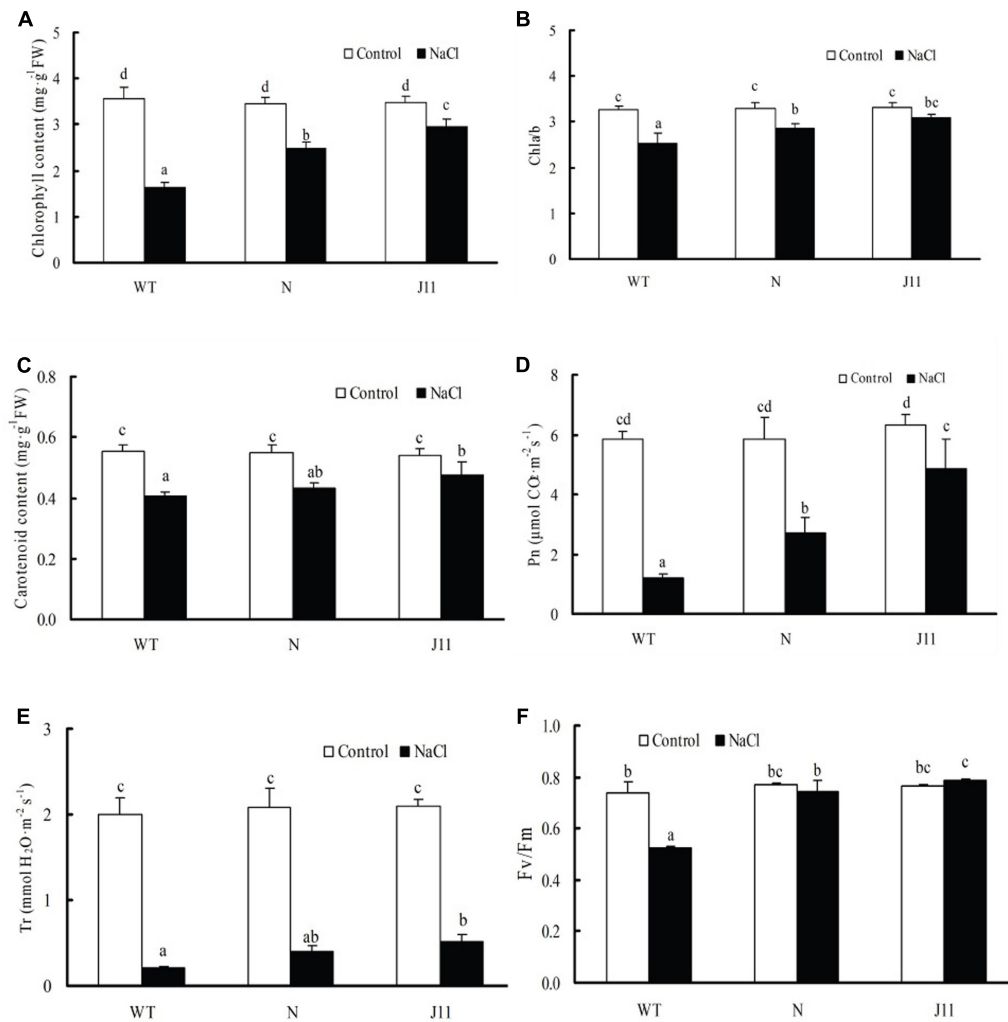 A
Chlorophyll content (mg·g⁻¹FW)
5
4
3
2
1
0
Control NaCl
d d d
a b c
WT N J11
B
Chla/b
5
4
3
2
1
0
Control NaCl
c c c
a b bc
WT N J11
C
Carotenoid content (mg·g⁻¹FW)
0.8
0.6
0.4
0.2
0.0
Control NaCl
c c c
a ab b
WT N J11
D
Pn (μmol CO₂·m⁻² s⁻¹)
8
6
4
2
0
Control NaCl
cd cd d
a b c
WT N J11
E
Tr (mmol H₂O·m⁻² s⁻¹)
3
2
1
0
Control NaCl
c c c
a ab b
WT N J11
F
Fv/Fm
1.0
0.8
0.6
0.4
0.2
0.0
Control NaCl
b bc b bc c
a
WT N J11